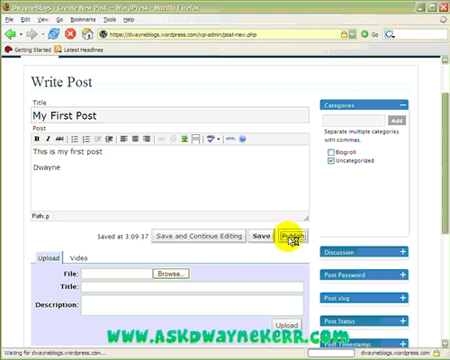 DwayneBlogs › Create New Post — WordPress - Mozilla Firefox
File Edit View Go Bookmarks Tools Help
https://dwayneblogs.wordpress.com/wp-admin/post-new.php
Go
Getting Started Latest Headlines
Write Post
Title
My First Post
Post
ABC
HTML
This is my first post
Dwayne
Path: p
Saved at 3:09:37
Save and Continue Editing
Save
Publish
Categories
Add
Separate multiple categories with commas.
Blogroll
Uncategorized
Discussion
Post Password
Post slug
Post Status
Post Timestamp
Upload Video
File: Browse...
Title:
Description:
Upload
www.ASKDWAYNEKERR.com
Waiting for dwayneblogs.wordpress.com...
dwayneblogs.wordpress.com